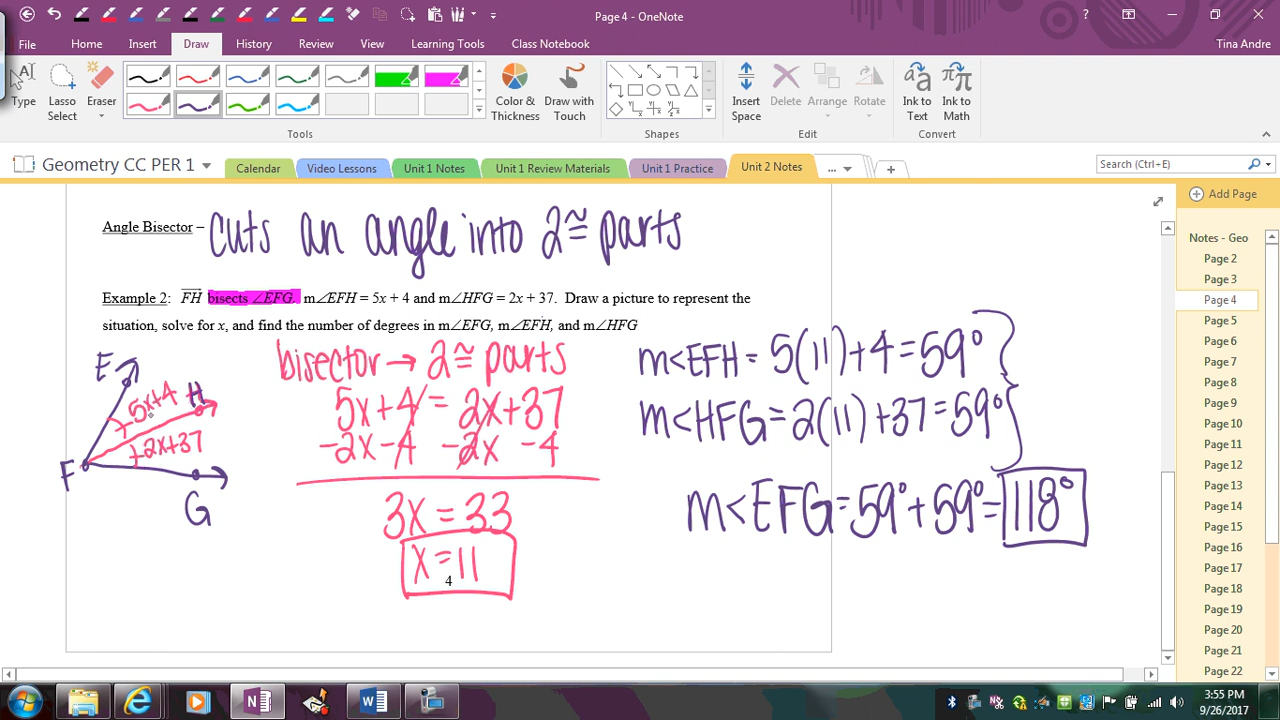 Page 4 - OneNote
?
File
Home
Insert
Draw
History
Review
View
Learning Tools
Class Notebook
Tina Andre
Type
Lasso Select
Eraser
Color & Thickness
Draw with Touch
Insert Space
Delete
Arrange
Rotate
Ink to Text
Ink to Math
Tools
Shapes
Edit
Convert
Geometry CC PER 1
Calendar
Video Lessons
Unit 1 Notes
Unit 1 Review Materials
Unit 1 Practice
Unit 2 Notes
...
Search (Ctrl+E)
Add Page
Notes - Geo
Page 2
Page 3
Page 4
Page 5
Page 6
Page 7
Page 8
Page 9
Page 10
Page 11
Page 12
Page 13
Page 14
Page 15
Page 16
Page 17
Page 18
Page 19
Page 20
Page 21
Page 22
Angle Bisector – cuts an angle into 2 ≅ parts
Example 2: FH bisects ∠EFG. m∠EFH = 5x + 4 and m∠HFG = 2x + 37. Draw a picture to represent the
situation, solve for x, and find the number of degrees in m∠EFG, m∠EFH, and m∠HFG
E
H
5x+4
2x+37
F
G
bisector → 2 ≅ parts
5x+4 = 2x+37
-2x-4 -2x -4
3x = 33
x=11
4
m<EFH = 5(11)+4=59°
m<HFG=2(11)+37=59°
m<EFG=59°+59°=118°
3:55 PM
9/26/2017